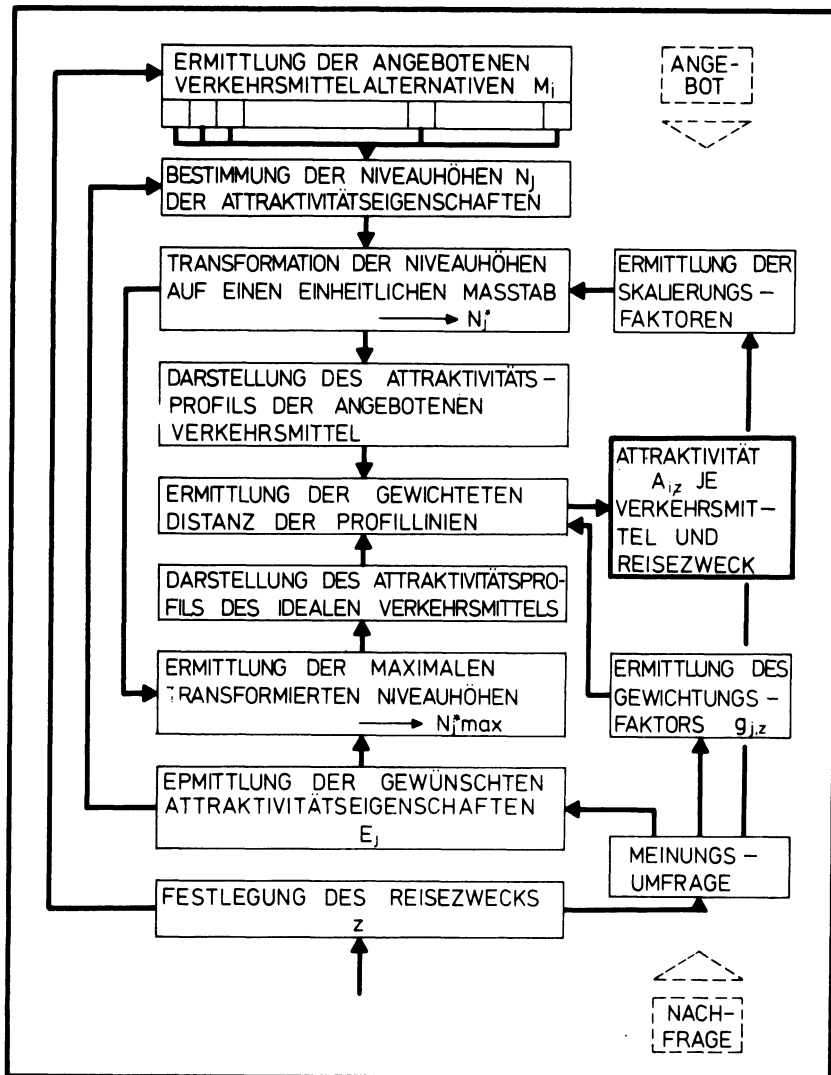 ERMITTLUNG DER ANGEBOTENEN
VERKEHRSMITTELALTERNATIVEN Mi
ANGE-
BOT
BESTIMMUNG DER NIVEAUHÖHEN Nj
DER ATTRAKTIVITÄTSEIGENSCHAFTEN
TRANSFORMATION DER NIVEAUHÖHEN
AUF EINEN EINHEITLICHEN MASSTAB
→ Nj*
ERMITTLUNG DER
SKALIERUNGS-
FAKTOREN
DARSTELLUNG DES ATTRAKTIVITÄTS-
PROFILS DER ANGEBOTENEN
VERKEHRSMITTEL
ATTRAKTIVITÄT
Ai,z JE
VERKEHRSMIT-
TEL UND
REISEZWECK
ERMITTLUNG DER GEWICHTETEN
DISTANZ DER PROFILLINIEN
DARSTELLUNG DES ATTRAKTIVITÄTSPRO-
FILS DES IDEALEN VERKEHRSMITTELS
ERMITTLUNG DER MAXIMALEN
TRANSFORMIERTEN NIVEAUHÖHEN
→ Nj*max
ERMITTLUNG DES
GEWICHTUNGS-
FAKTORS gj,z
EPMITTLUNG DER GEWÜNSCHTEN
ATTRAKTIVITÄTSEIGENSCHAFTEN
Ej
MEINUNGS-
UMFRAGE
FESTLEGUNG DES REISEZWECKS
z
NACH-
FRAGE